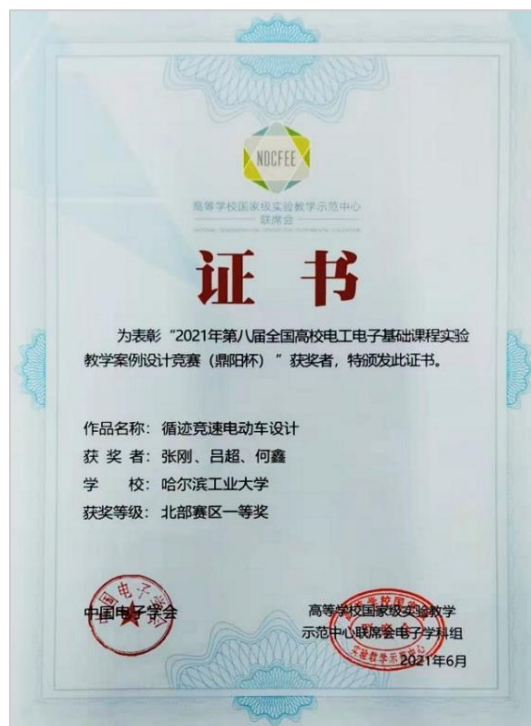 NDCFEE
高等学校国家级实验教学示范中心
联席会
证书
为表彰“2021年第八届全国高校电工电子基础课程实验
教学案例设计竞赛（鼎阳杯）”获奖者，特颁发此证书。
作品名称：循迹竞速电动车设计
获奖者：张刚、吕超、何鑫
学校：哈尔滨工业大学
获奖等级：北部赛区一等奖
中国电子学会
高等学校国家级实验教学
示范中心联席会电子学科组
2021年6月